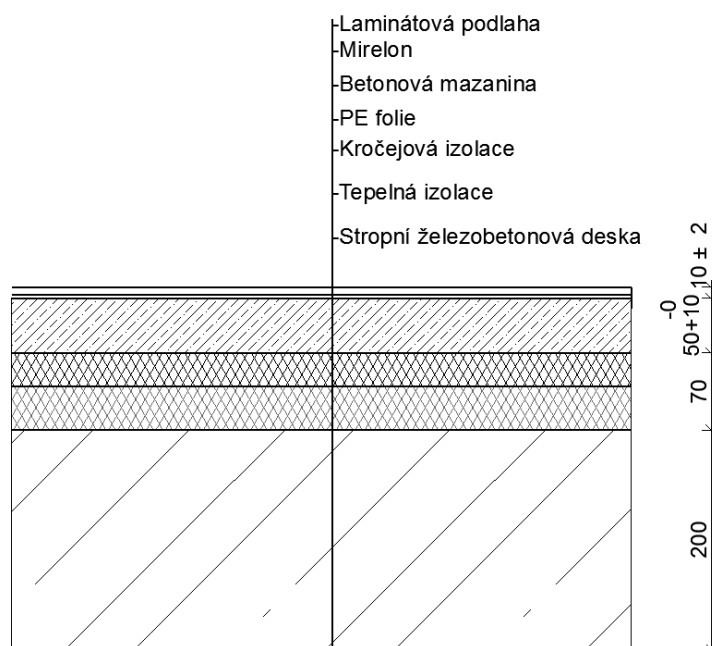 Laminátová podlaha
Mirelon
Betonová mazanina
PE folie
Kročejová izolace
Tepelná izolace
Stropní železobetonová deska
10 ± 2
-0
50+10
70
200